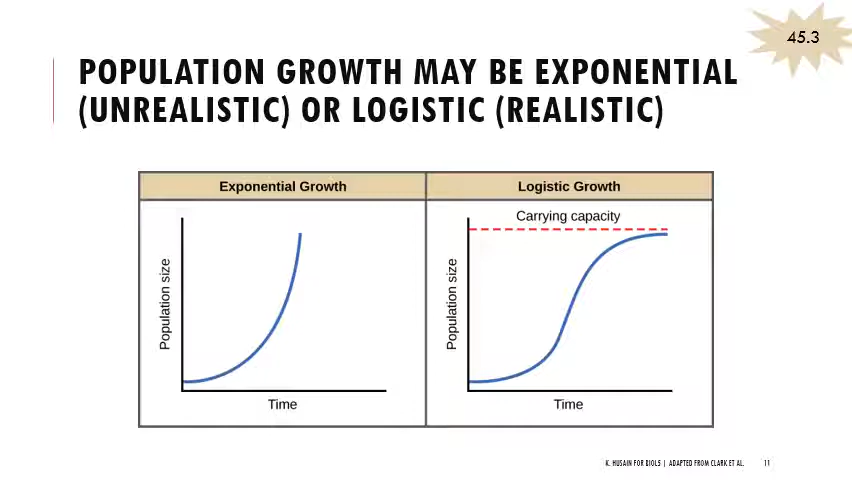 45.3
POPULATION GROWTH MAY BE EXPONENTIAL
(UNREALISTIC) OR LOGISTIC (REALISTIC)
Exponential Growth
Population size
Time
Logistic Growth
Carrying capacity
Population size
Time
K. HUSAIN FOR BIOL5 | ADAPTED FROM CLARK ET AL.
11